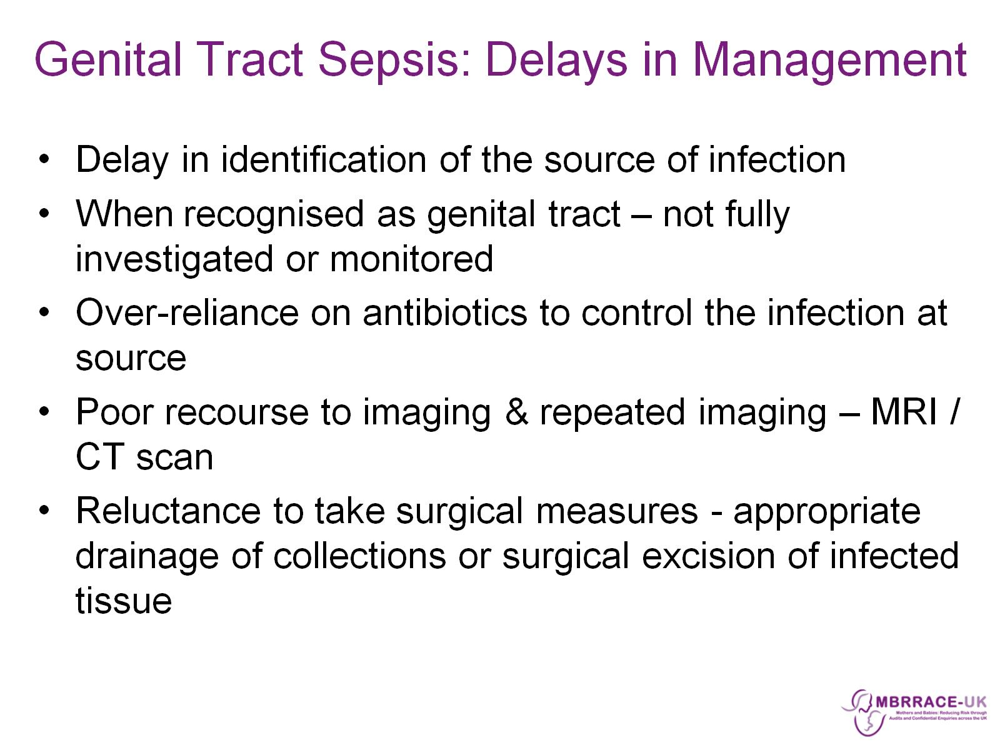 Genital Tract Sepsis: Delays in Management
• Delay in identification of the source of infection
• When recognised as genital tract – not fully
investigated or monitored
• Over-reliance on antibiotics to control the infection at
source
• Poor recourse to imaging & repeated imaging – MRI /
CT scan
• Reluctance to take surgical measures - appropriate
drainage of collections or surgical excision of infected
tissue
MBRRACE-UK
Mothers and Babies: Reducing Risk through
Audits and Confidential Enquiries across the UK